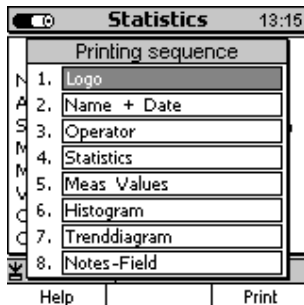 Statistics 13:15
Printing sequence
1. Logo
2. Name + Date
3. Operator
4. Statistics
5. Meas Values
6. Histogram
7. Trenddiagram
8. Notes-Field
Help Print